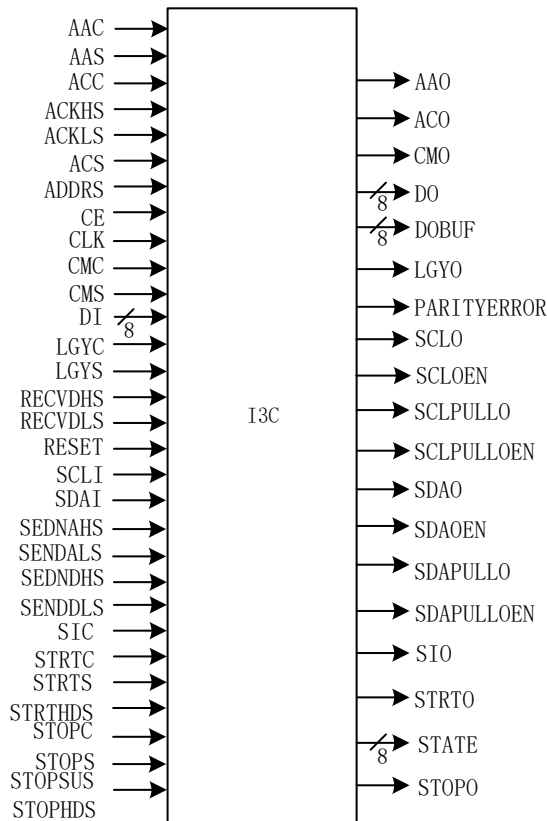 AAC
AAS
ACC
ACKHS
ACKLS
ACS
ADDRS
CE
CLK
CMC
CMS
DI
8
LGYC
LGYS
RECVDHS
RECVDLS
RESET
SCLI
SDAI
SEDNAHS
SENDALS
SEDNDHS
SENDDLS
SIC
STRTC
STRTS
STRTHDS
STOPC
STOPS
STOPSUS
STOPHDS
I3C
AAO
ACO
CMO
DO
8
DOBUF
8
LGYO
PARITYERROR
SCLO
SCLOEN
SCLPULLO
SCLPULLOEN
SDAO
SDAOEN
SDAPULLO
SDAPULLOEN
SIO
STRTO
STATE
8
STOPO